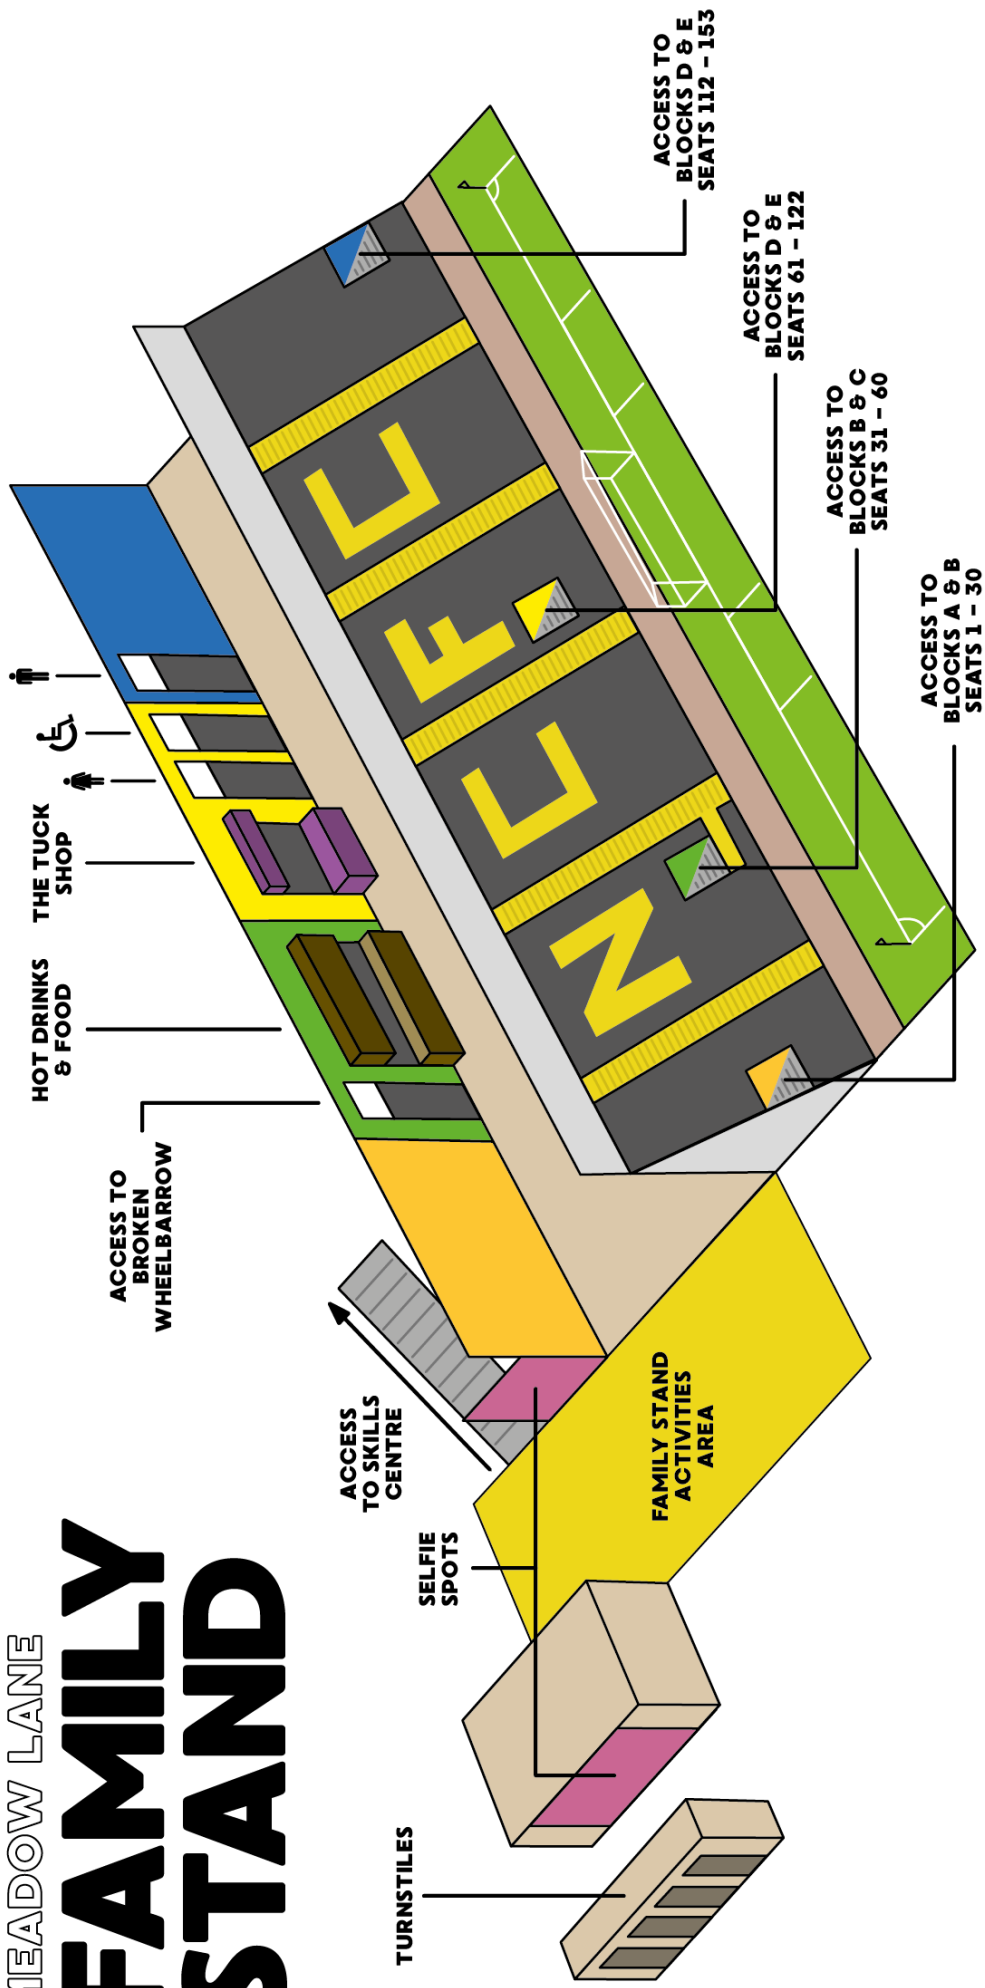 MEADOW LANE
FAMILY
STAND
TURNSTILES
SELFIE
SPOTS
ACCESS
TO SKILLS
CENTRE
FAMILY STAND
ACTIVITIES
AREA
ACCESS TO
BROKEN
WHEELBARROW
HOT DRINKS
& FOOD
THE TUCK
SHOP
NCFC
ACCESS TO
BLOCKS A & B
SEATS 1 - 30
ACCESS TO
BLOCKS B & C
SEATS 31 - 60
ACCESS TO
BLOCKS D & E
SEATS 61 - 122
ACCESS TO
BLOCKS D & E
SEATS 112 - 153